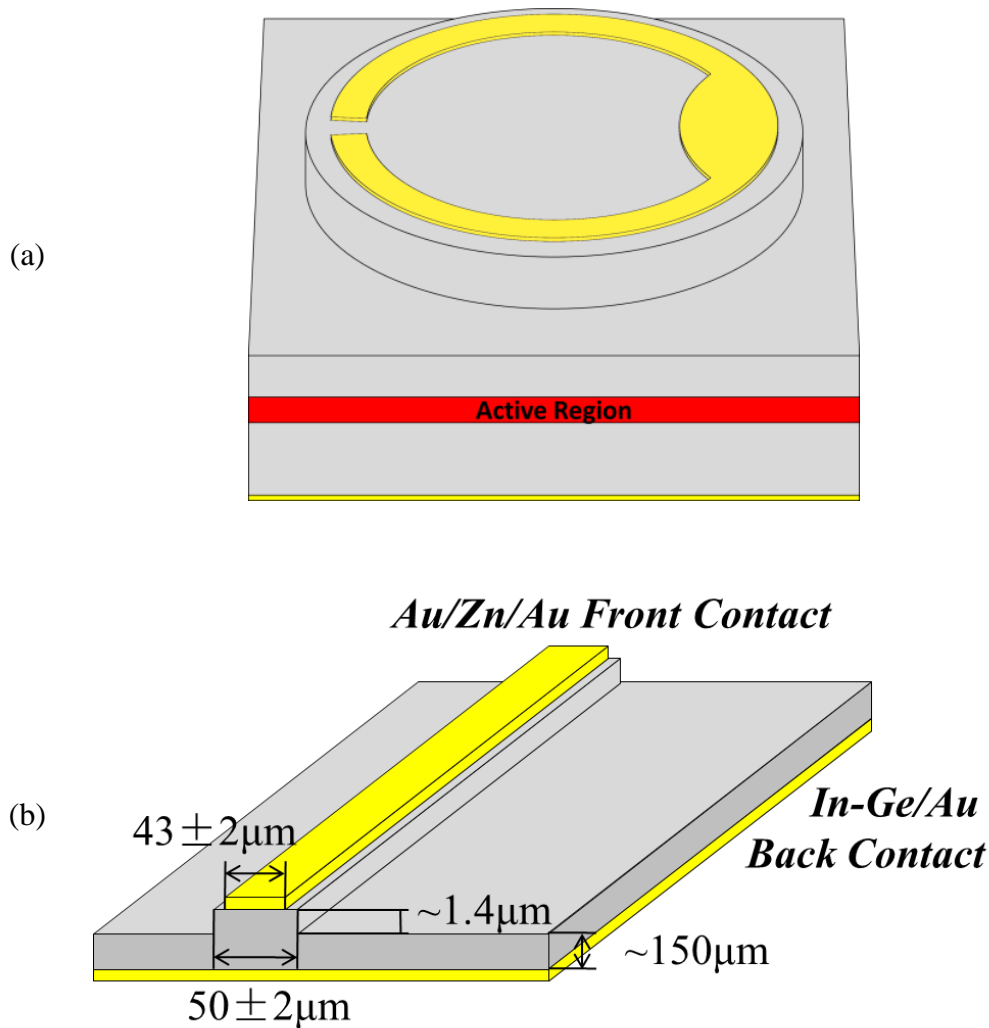 (a)
Active Region
Au/Zn/Au Front Contact
(b)
In-Ge/Au
Back Contact
43±2μm
~1.4μm
~150μm
50±2μm